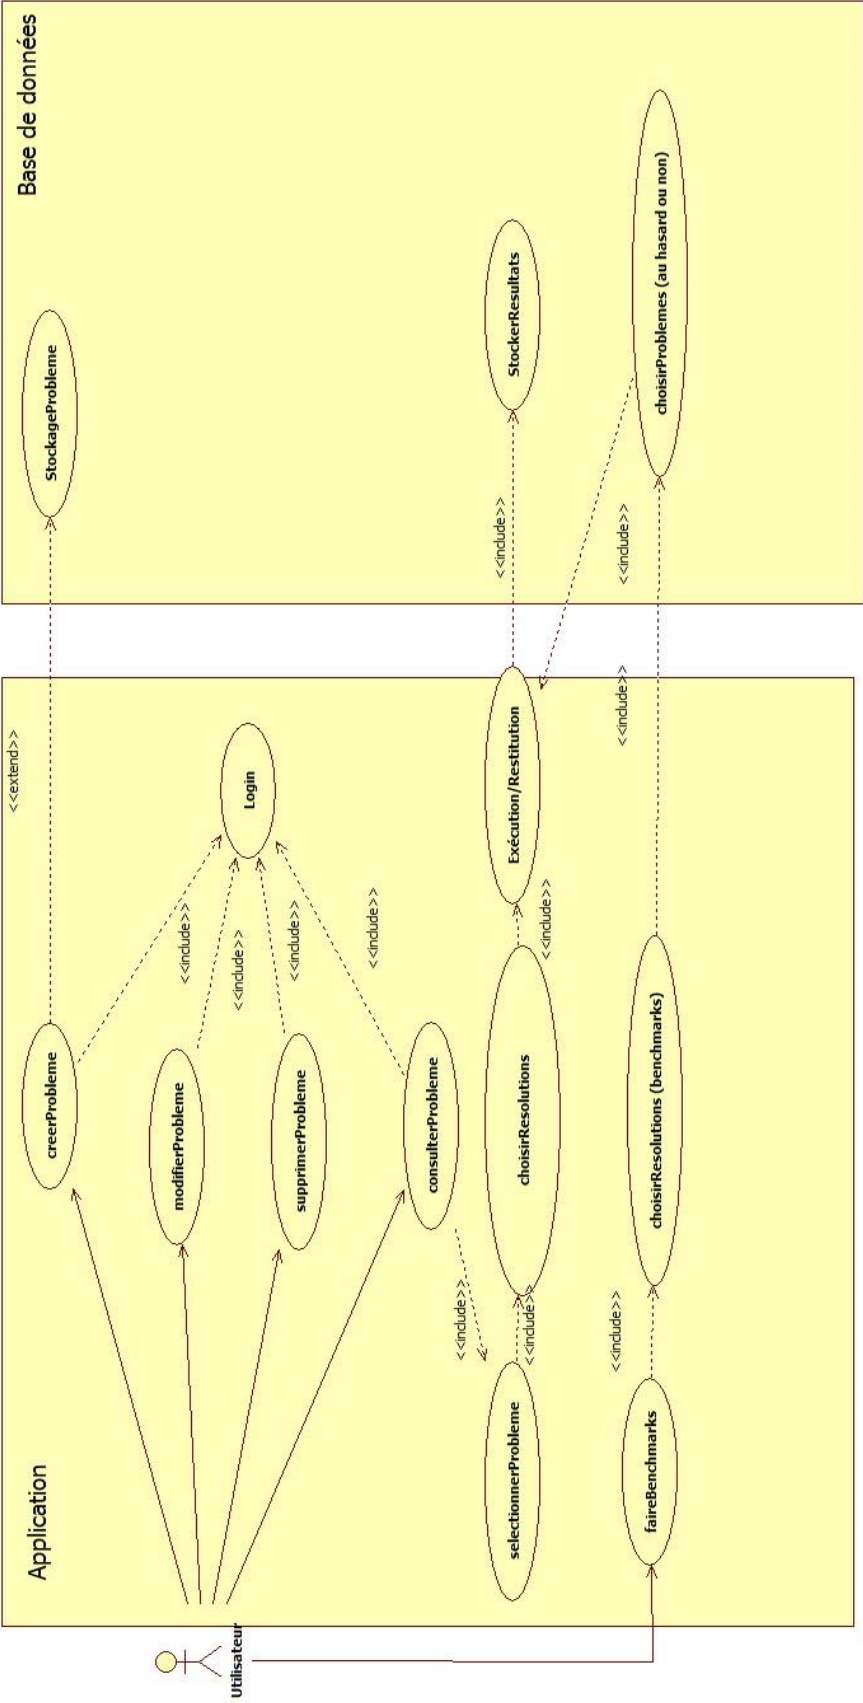 Application
Base de données
Utilisateur
creerProbleme
<<extend>>
StockageProbleme
<<include>>
modifierProbleme
<<include>>
Login
supprimerProbleme
<<include>>
consulterProbleme
<<include>>
<<include>>
selectionnerProbleme
<<include>>
choisirResolutions
<<include>>
Exécution/Restitution
<<include>>
StockerResultats
faireBenchmarks
<<include>>
choisirResolutions (benchmarks)
<<include>>
<<include>>
choisirProblemes (au hasard ou non)